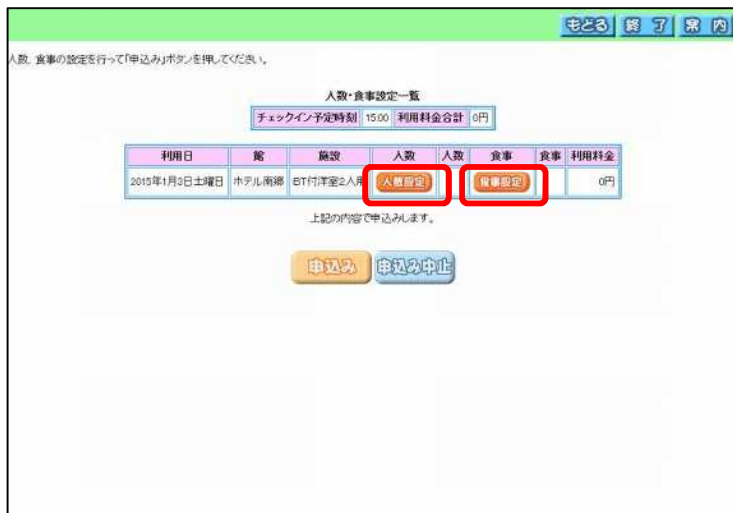 もどる 終了 案内
人数、食事の設定を行って「申込み」ボタンを押してください。
人数・食事設定一覧
チェックイン予定時刻 15:00 利用料金合計 0円
利用日 館 施設 人数 人数 食事 食事 利用料金
2015年1月3日土曜日 ホテル南郷 BT付洋室2人用 人数設定 食事設定 0円
上記の内容で申込みします。
申込み 申込み中止